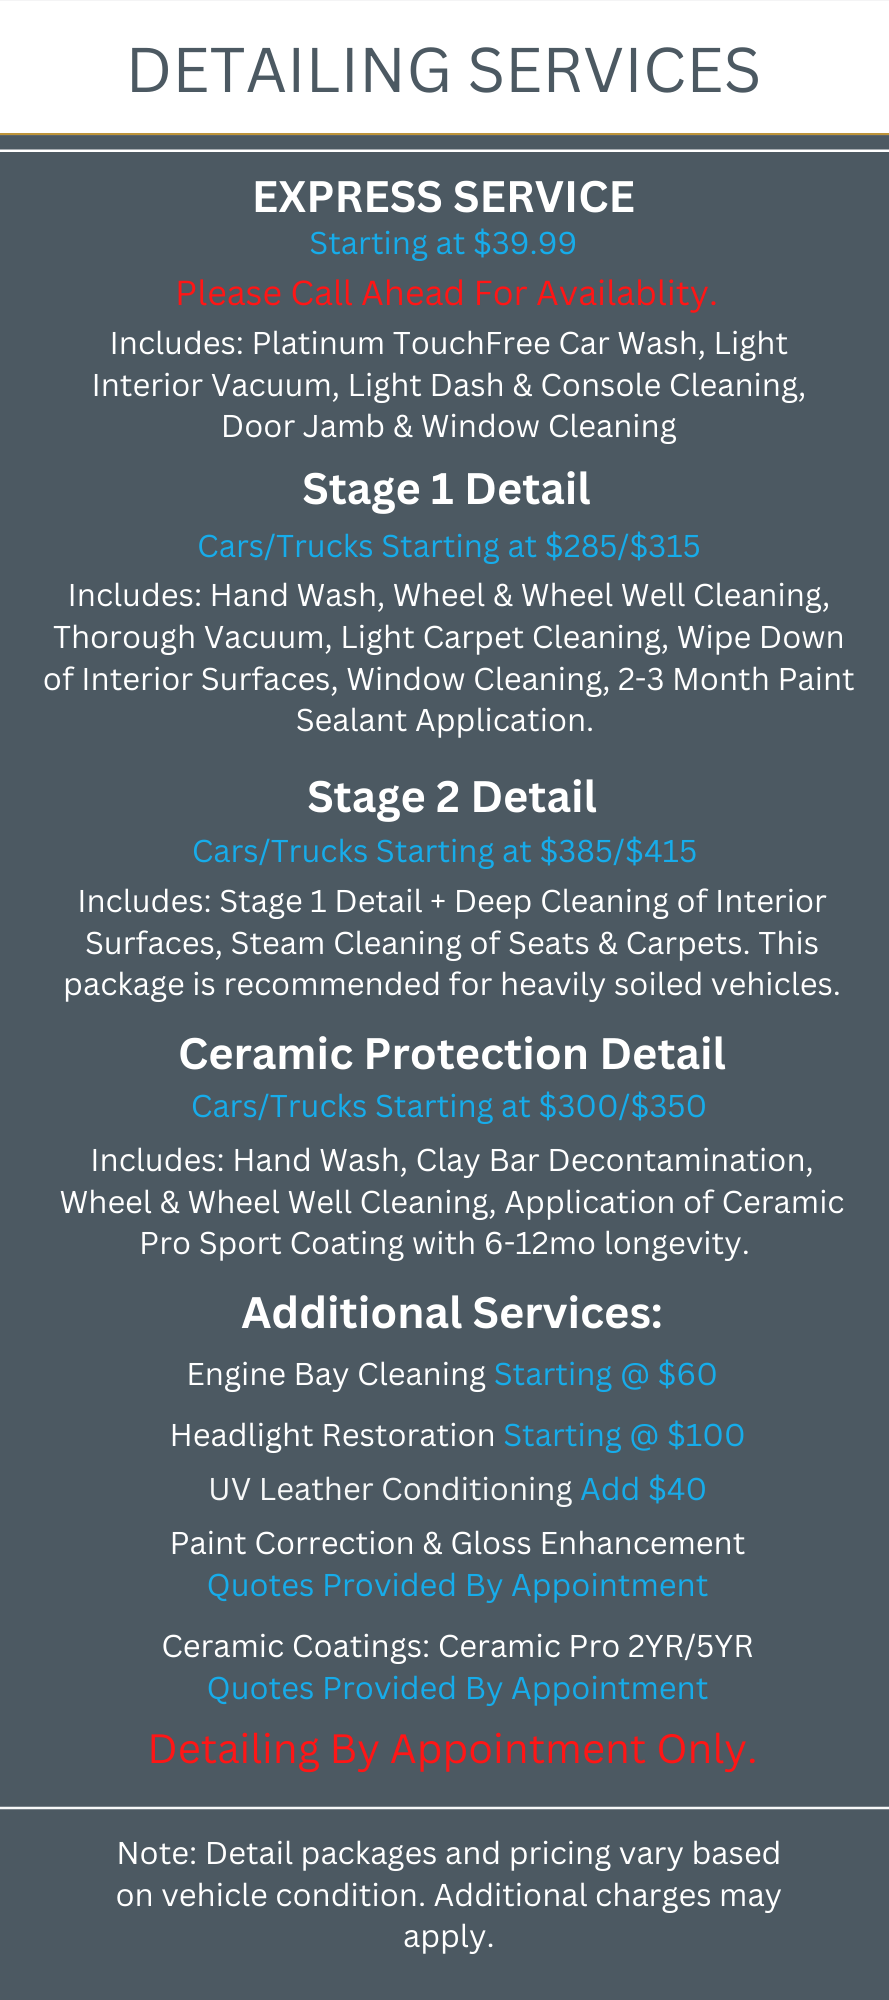 DETAILING SERVICES
EXPRESS SERVICE
Starting at $39.99
Please Call Ahead For Availablity.
Includes: Platinum TouchFree Car Wash, Light
Interior Vacuum, Light Dash & Console Cleaning,
Door Jamb & Window Cleaning
Stage 1 Detail
Cars/Trucks Starting at $285/$315
Includes: Hand Wash, Wheel & Wheel Well Cleaning,
Thorough Vacuum, Light Carpet Cleaning, Wipe Down
of Interior Surfaces, Window Cleaning, 2-3 Month Paint
Sealant Application.
Stage 2 Detail
Cars/Trucks Starting at $385/$415
Includes: Stage 1 Detail + Deep Cleaning of Interior
Surfaces, Steam Cleaning of Seats & Carpets. This
package is recommended for heavily soiled vehicles.
Ceramic Protection Detail
Cars/Trucks Starting at $300/$350
Includes: Hand Wash, Clay Bar Decontamination,
Wheel & Wheel Well Cleaning, Application of Ceramic
Pro Sport Coating with 6-12mo longevity.
Additional Services:
Engine Bay Cleaning Starting @ $60
Headlight Restoration Starting @ $100
UV Leather Conditioning Add $40
Paint Correction & Gloss Enhancement
Quotes Provided By Appointment
Ceramic Coatings: Ceramic Pro 2YR/5YR
Quotes Provided By Appointment
Detailing By Appointment Only.
Note: Detail packages and pricing vary based
on vehicle condition. Additional charges may
apply.